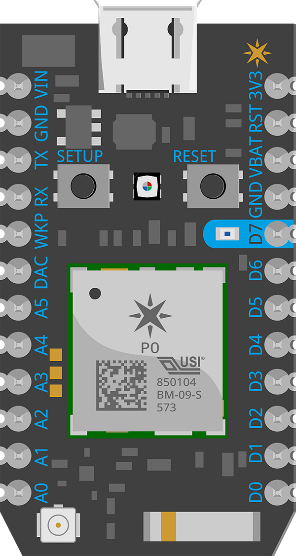 VIN
GND
TX
RX
WKP
DAC
A5
A4
A3
A2
A1
A0
SETUP
RESET
3V3
RST
VBAT
GND
D7
D6
D5
D4
D3
D2
D1
D0
P0
USI®
850104
BM-09-S
573